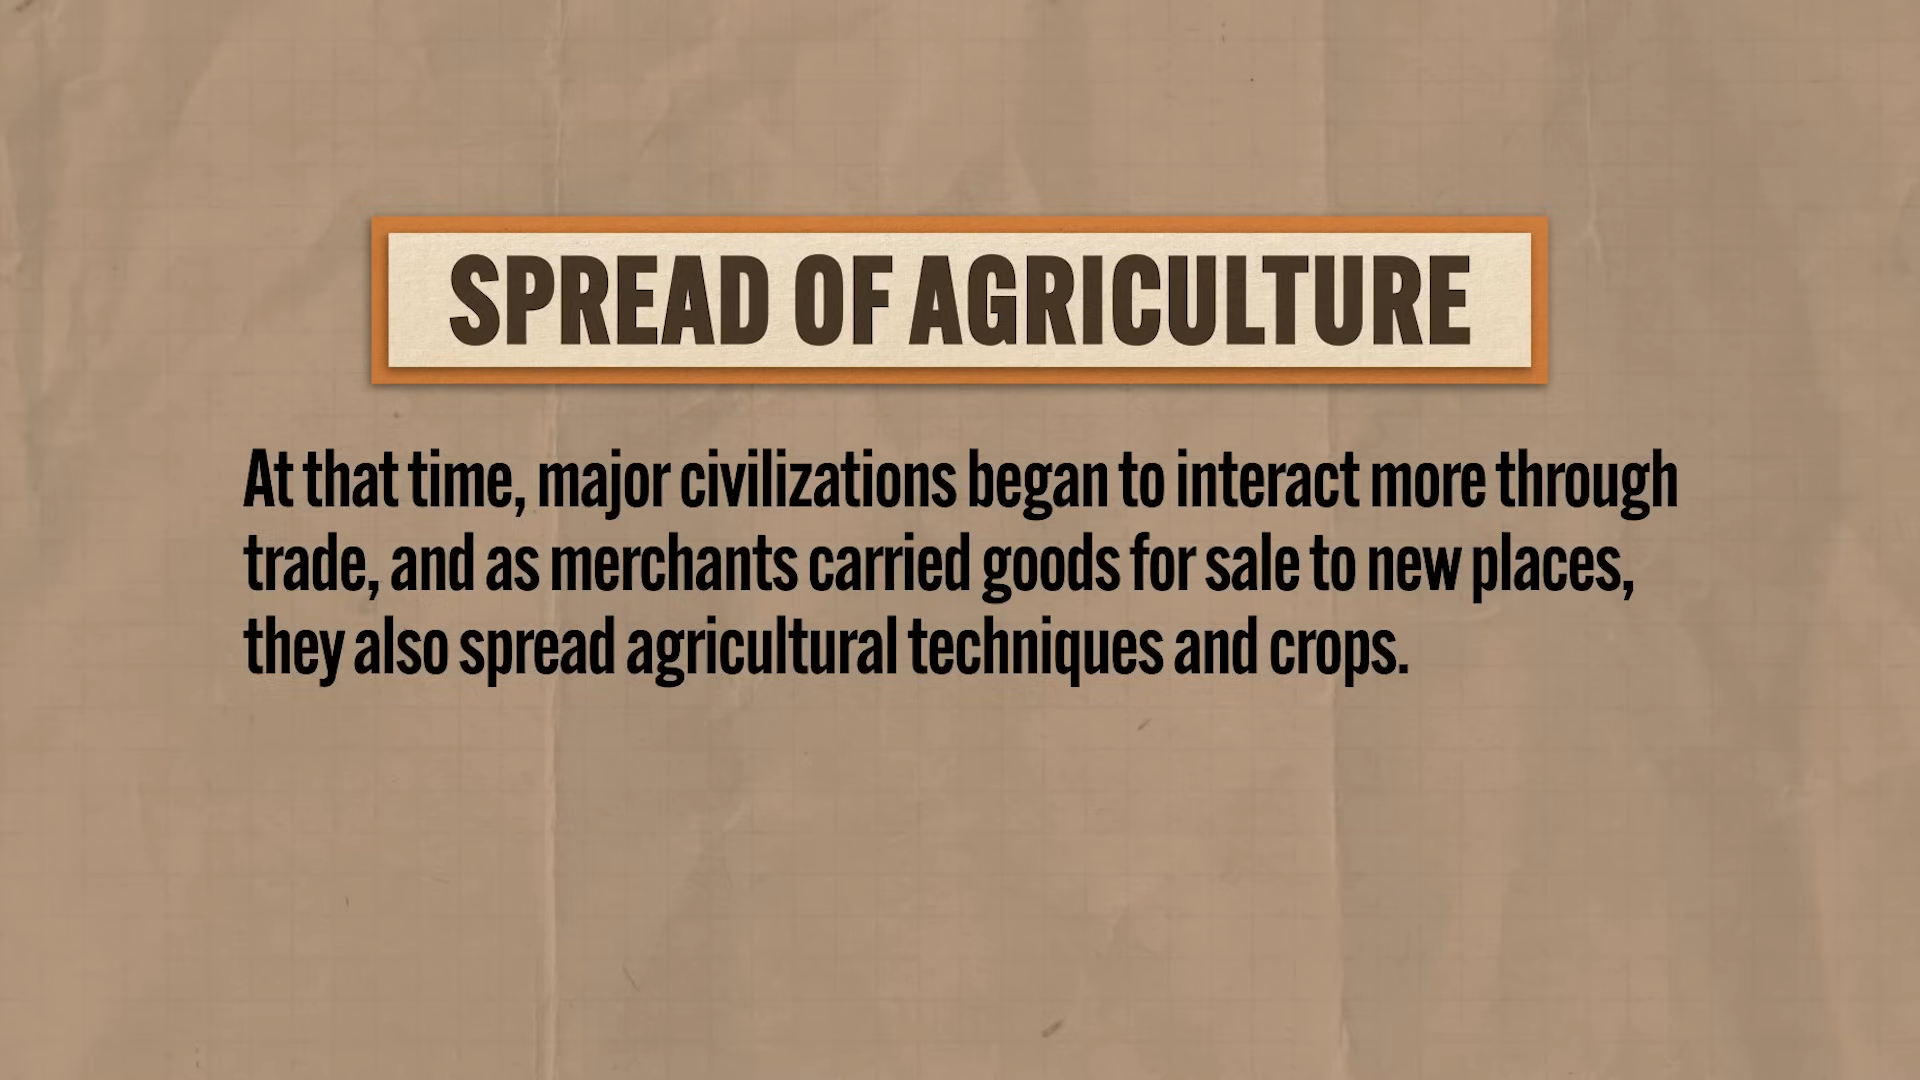 SPREAD OF AGRICULTURE
At that time, major civilizations began to interact more through
trade, and as merchants carried goods for sale to new places,
they also spread agricultural techniques and crops.